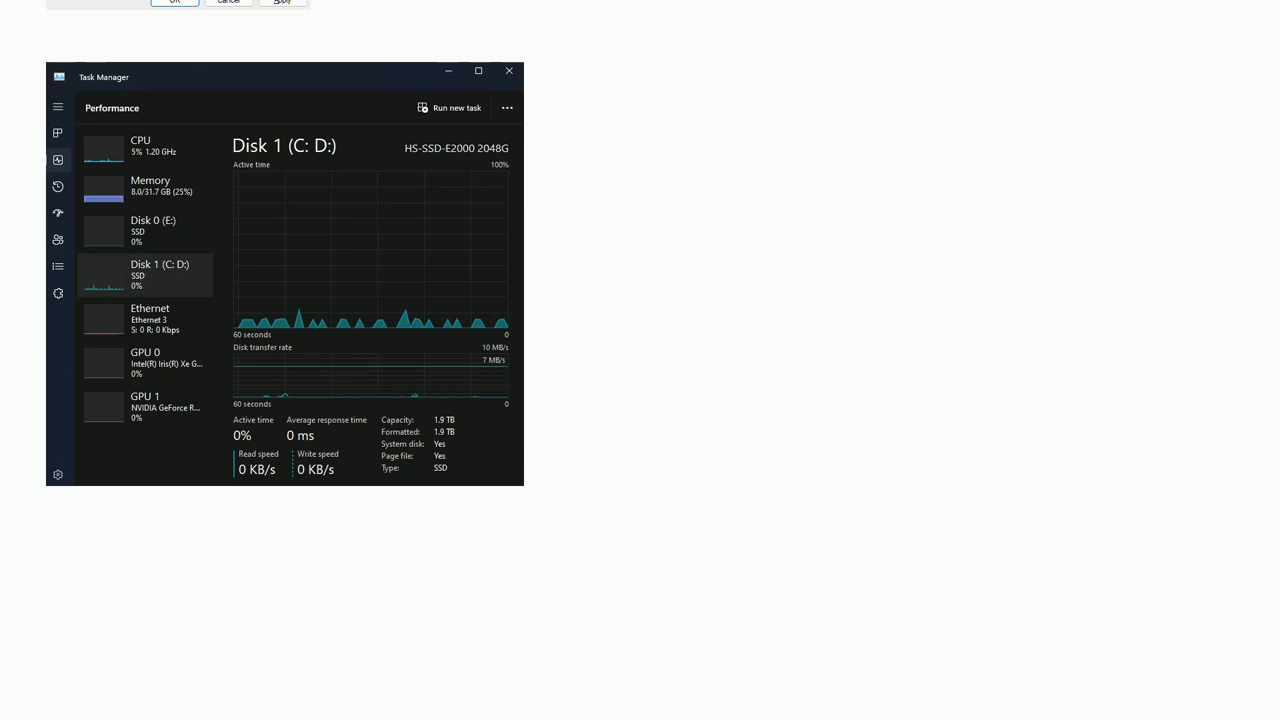 OK Cancel Apply
Task Manager
Performance
Run new task
CPU
5% 1.20 GHz
Memory
8.0/31.7 GB (25%)
Disk 0 (E:)
SSD
0%
Disk 1 (C: D:)
SSD
0%
Ethernet
Ethernet 3
S: 0 R: 0 Kbps
GPU 0
Intel(R) Iris(R) Xe G...
0%
GPU 1
NVIDIA GeForce R...
0%
Disk 1 (C: D:)
HS-SSD-E2000 2048G
Active time
100%
60 seconds
0
Disk transfer rate
10 MB/s
7 MB/s
60 seconds
0
Active time
0%
Average response time
0 ms
Read speed
0 KB/s
Write speed
0 KB/s
Capacity: 1.9 TB
Formatted: 1.9 TB
System disk: Yes
Page file: Yes
Type: SSD